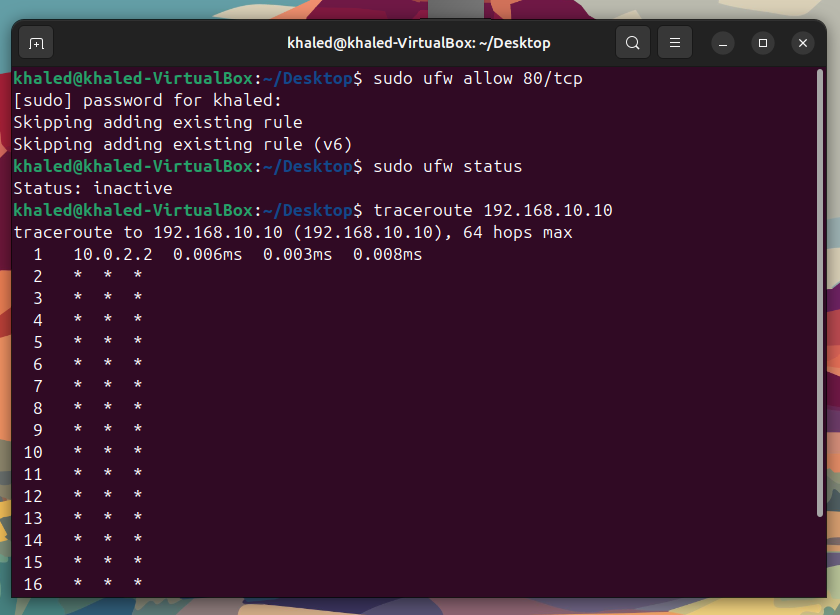 khaled@khaled-VirtualBox: ~/Desktop
khaled@khaled-VirtualBox:~/Desktop$ sudo ufw allow 80/tcp
[sudo] password for khaled:
Skipping adding existing rule
Skipping adding existing rule (v6)
khaled@khaled-VirtualBox:~/Desktop$ sudo ufw status
Status: inactive
khaled@khaled-VirtualBox:~/Desktop$ traceroute 192.168.10.10
traceroute to 192.168.10.10 (192.168.10.10), 64 hops max
1 10.0.2.2 0.006ms 0.003ms 0.008ms
2 * * *
3 * * *
4 * * *
5 * * *
6 * * *
7 * * *
8 * * *
9 * * *
10 * * *
11 * * *
12 * * *
13 * * *
14 * * *
15 * * *
16 * * *